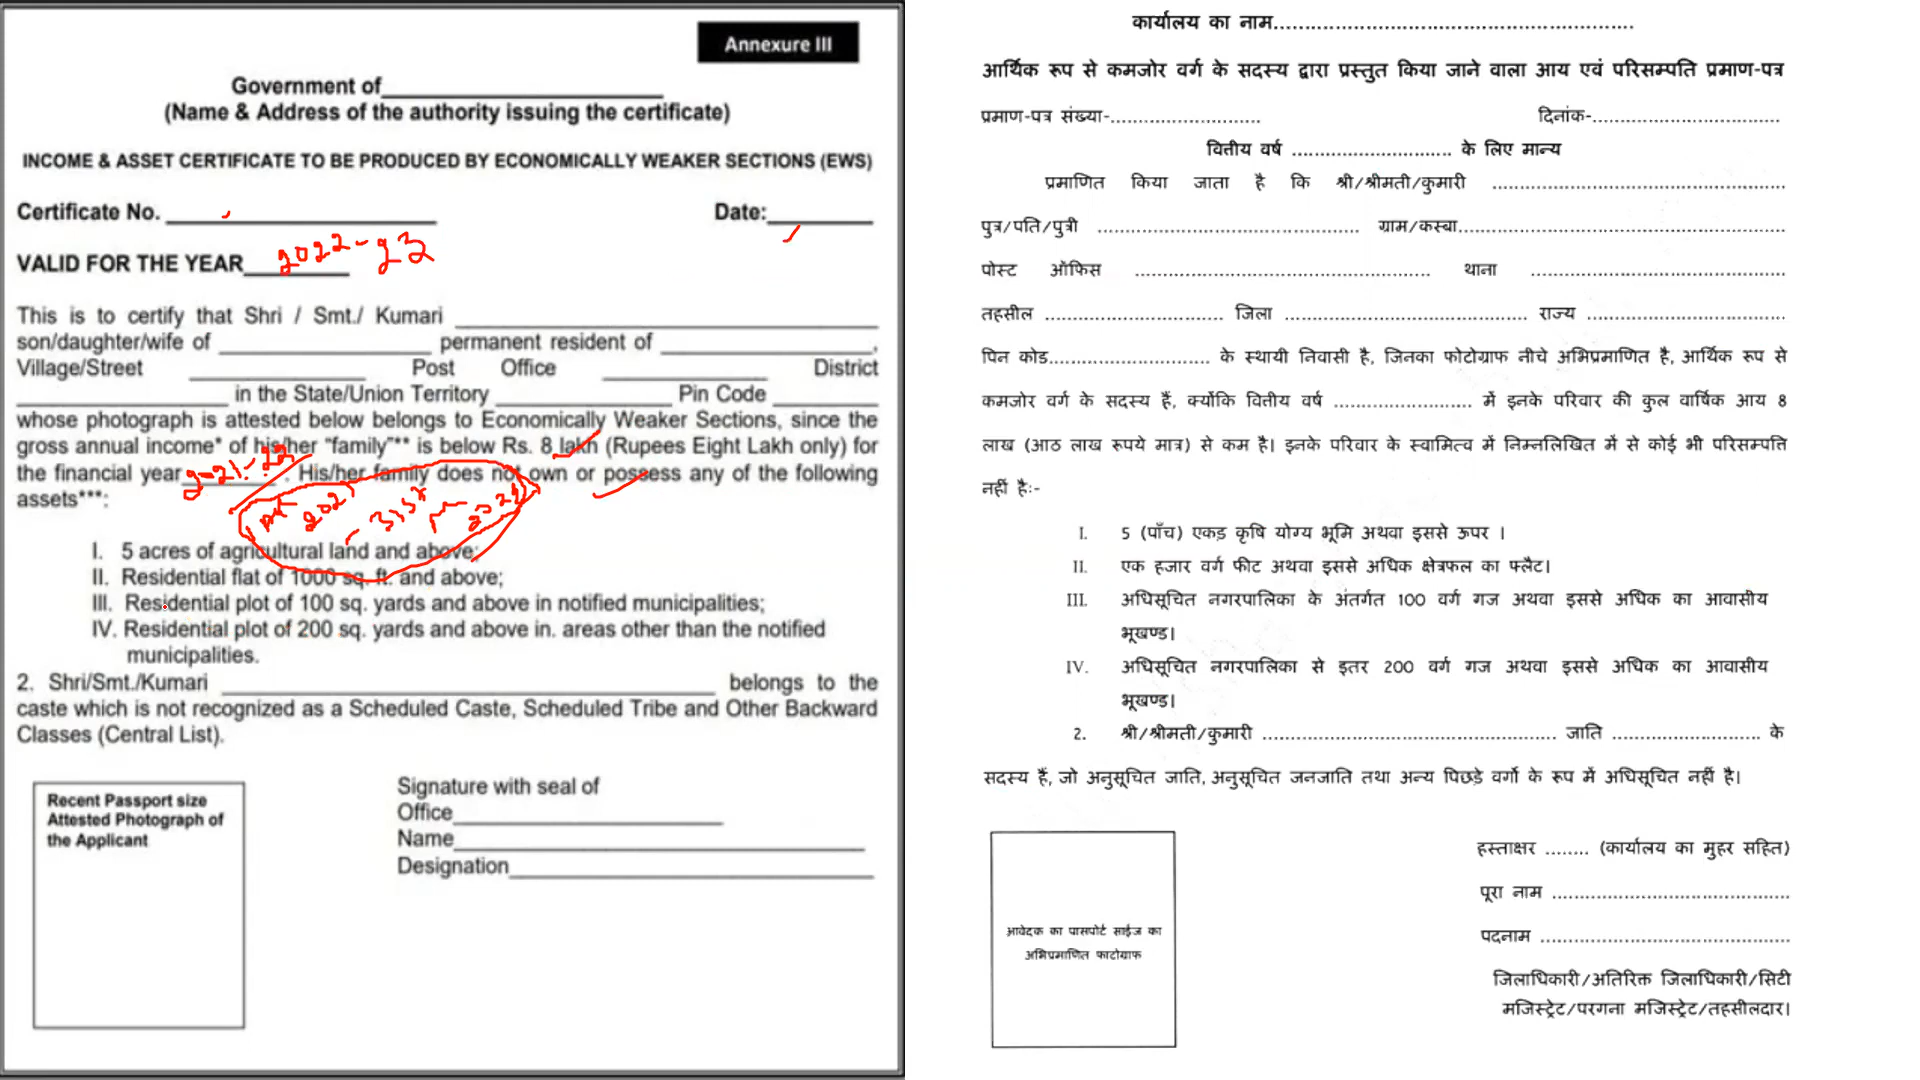 Annexure III
Government of
(Name & Address of the authority issuing the certificate)
INCOME & ASSET CERTIFICATE TO BE PRODUCED BY ECONOMICALLY WEAKER SECTIONS (EWS)
Certificate No. Date:
VALID FOR THE YEAR 2022-23
This is to certify that Shri / Smt./ Kumari
son/daughter/wife of permanent resident of ,
Village/Street Post Office District
in the State/Union Territory Pin Code
whose photograph is attested below belongs to Economically Weaker Sections, since the
gross annual income* of his/her "family"** is below Rs. 8 lakh (Rupees Eight Lakh only) for
the financial year 2021-22. His/her family does not own or possess any of the following
assets***:
2021 2022
I. 5 acres of agricultural land and above;
II. Residential flat of 1000 sq. ft. and above;
III. Residential plot of 100 sq. yards and above in notified municipalities;
IV. Residential plot of 200 sq. yards and above in. areas other than the notified
municipalities.
2. Shri/Smt./Kumari belongs to the
caste which is not recognized as a Scheduled Caste, Scheduled Tribe and Other Backward
Classes (Central List).
Recent Passport size
Attested Photograph of
the Applicant
Signature with seal of
Office
Name
Designation
कार्यालय का नाम
आर्थिक रूप से कमजोर वर्ग के सदस्य द्वारा प्रस्तुत किया जाने वाला आय एवं परिसम्पति प्रमाण-पत्र
प्रमाण-पत्र संख्या- दिनांक-
वित्तीय वर्ष के लिए मान्य
प्रमाणित किया जाता है कि श्री/श्रीमती/कुमारी
पुत्र/पति/पुत्री ग्राम/कस्बा
पोस्ट ऑफिस थाना
तहसील जिला राज्य
पिन कोड के स्थायी निवासी है, जिनका फोटोग्राफ नीचे अभिप्रमाणित है, आर्थिक रूप से
कमजोर वर्ग के सदस्य हैं, क्योंकि वित्तीय वर्ष में इनके परिवार की कुल वार्षिक आय 8
लाख (आठ लाख रूपये मात्र) से कम है। इनके परिवार के स्वामित्व में निम्नलिखित में से कोई भी परिसम्पत्ति
नहीं है:-
I. 5 (पाँच) एकड़ कृषि योग्य भूमि अथवा इससे ऊपर ।
II. एक हजार वर्ग फीट अथवा इससे अधिक क्षेत्रफल का फ्लैट।
III. अधिसूचित नगरपालिका के अंतर्गत 100 वर्ग गज अथवा इससे अधिक का आवासीय
भूखण्ड।
IV. अधिसूचित नगरपालिका से इतर 200 वर्ग गज अथवा इससे अधिक का आवासीय
भूखण्ड।
2. श्री/श्रीमती/कुमारी जाति के
सदस्य हैं, जो अनुसूचित जाति, अनुसूचित जनजाति तथा अन्य पिछड़े वर्गो के रूप में अधिसूचित नहीं है।
आवेदक का पासपोर्ट साईज का
अभिप्रमाणित फाटोग्राफ
हस्ताक्षर (कार्यालय का मुहर सहित)
पूरा नाम
पदनाम
जिलाधिकारी/अतिरिक्त जिलाधिकारी/सिटी
मजिस्ट्रेट/परगना मजिस्ट्रेट/तहसीलदार।